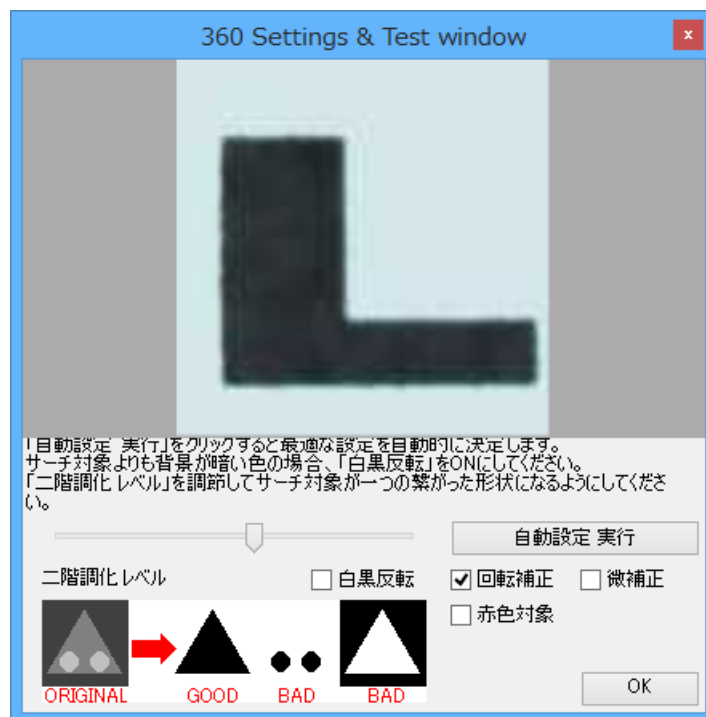 360 Settings & Test window
x
「自動設定 実行」をクリックすると最適な設定を自動的に決定します。
サーチ対象よりも背景が暗い色の場合、「白黒反転」をONにしてください。
「二階調化レベル」を調節してサーチ対象が一つの繋がった形状になるようにしてくださ
い。
自動設定 実行
二階調化レベル 白黒反転 回転補正 微補正
赤色対象
ORIGINAL GOOD BAD BAD
OK